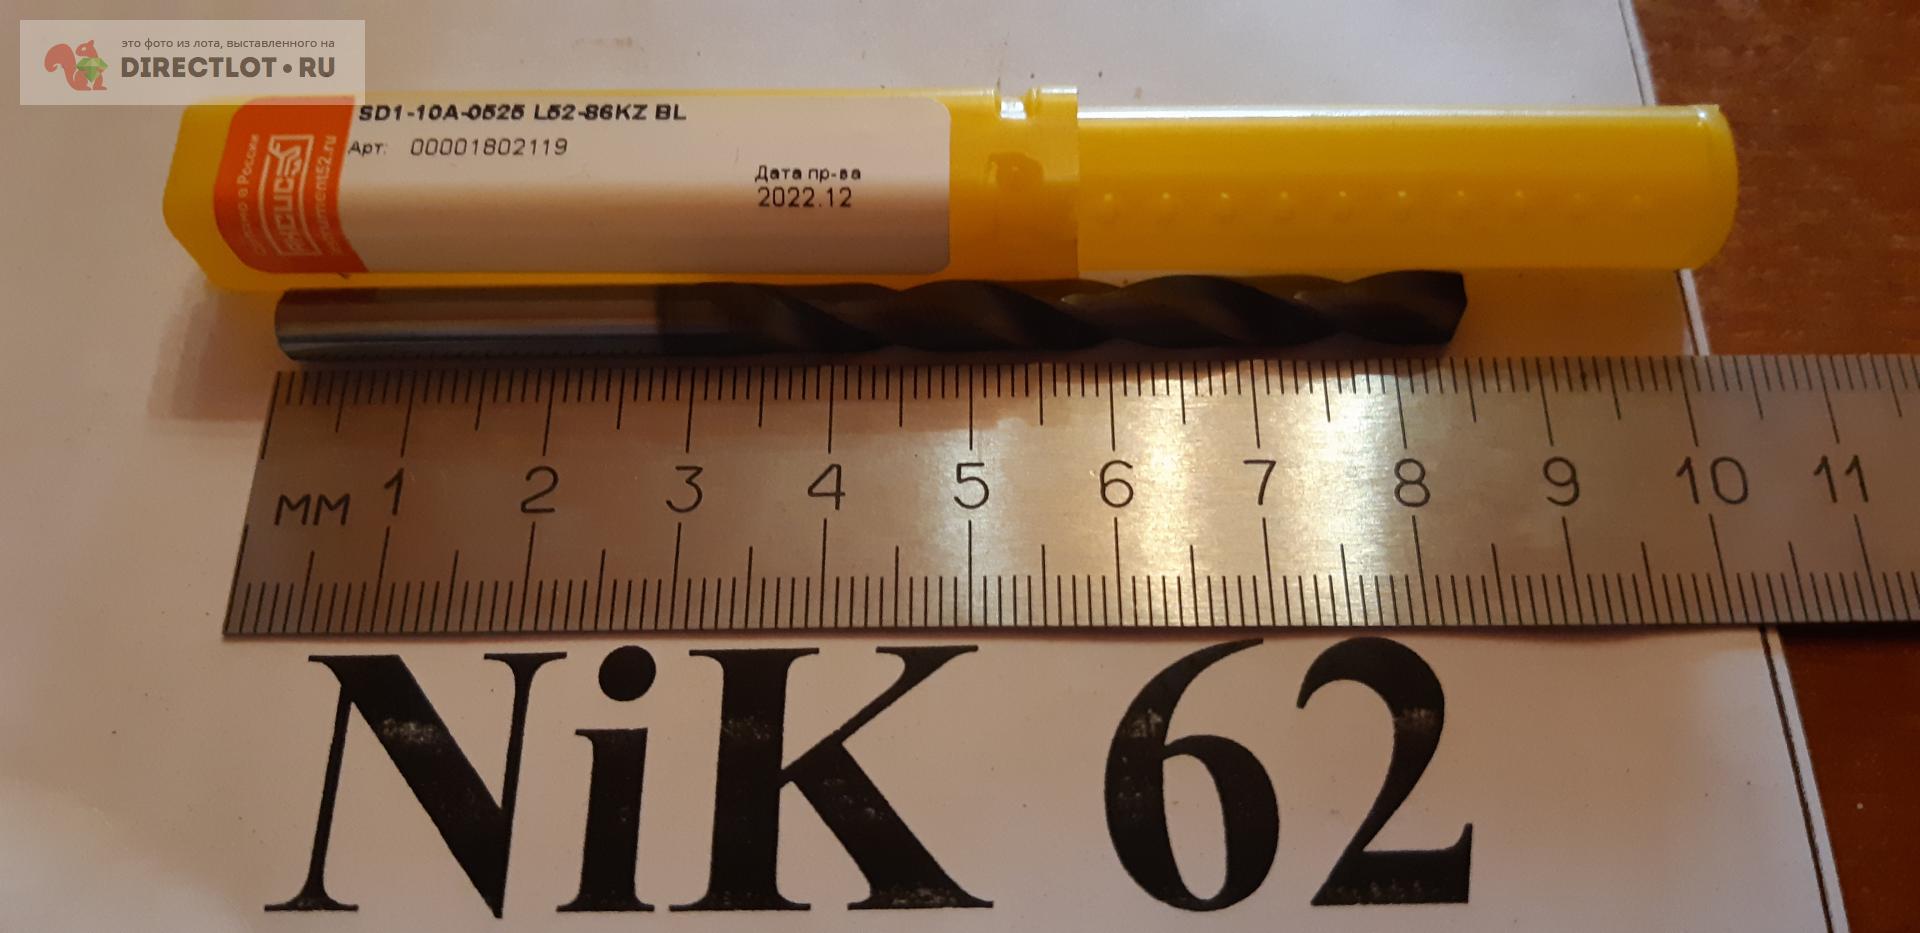 это фото из лота, выставленного на
DIRECTLOT•RU
SD1-10A-0525 L52-86KZ BL
Арт: 00001802119
Дата пр-ва
2022.12
мм 1 2 3 4 5 6 7 8 9 10 11
NiK 62